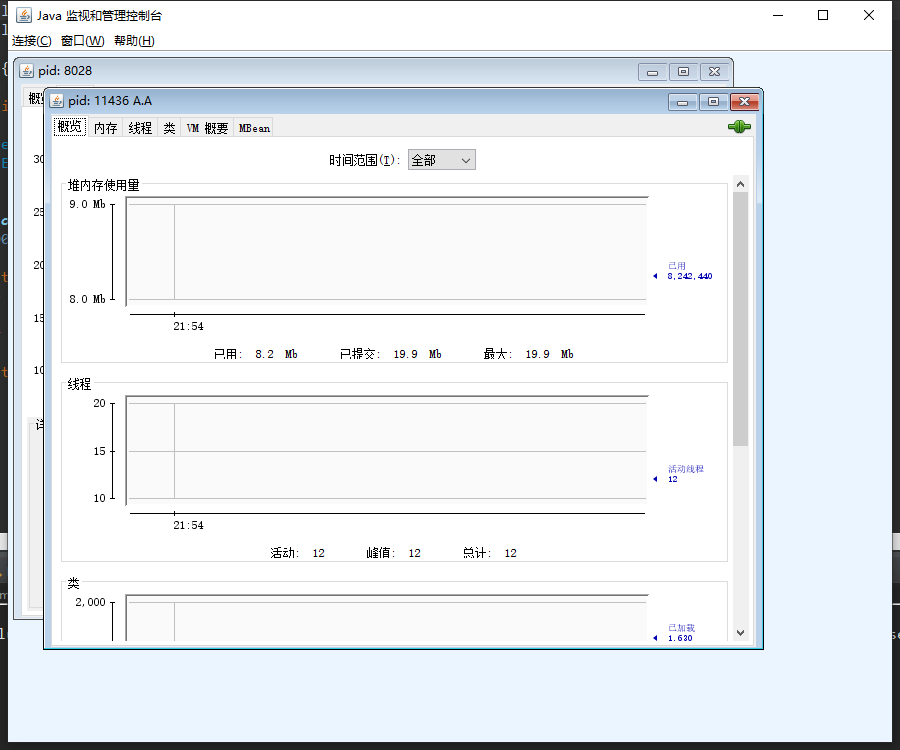 Java 监视和管理控制台
连接(C) 窗口(W) 帮助(H)
pid: 8028
pid: 11436 A.A
概览 内存 线程 类 VM 概要 MBean
时间范围(I): 全部
堆内存使用量
9.0 Mb
已用
8,242,440
8.0 Mb
21:54
已用: 8.2 Mb 已提交: 19.9 Mb 最大: 19.9 Mb
线程
20
15
活动线程
12
10
21:54
活动: 12 峰值: 12 总计: 12
类
2,000
已加载
1,630
30
25
20
15
10